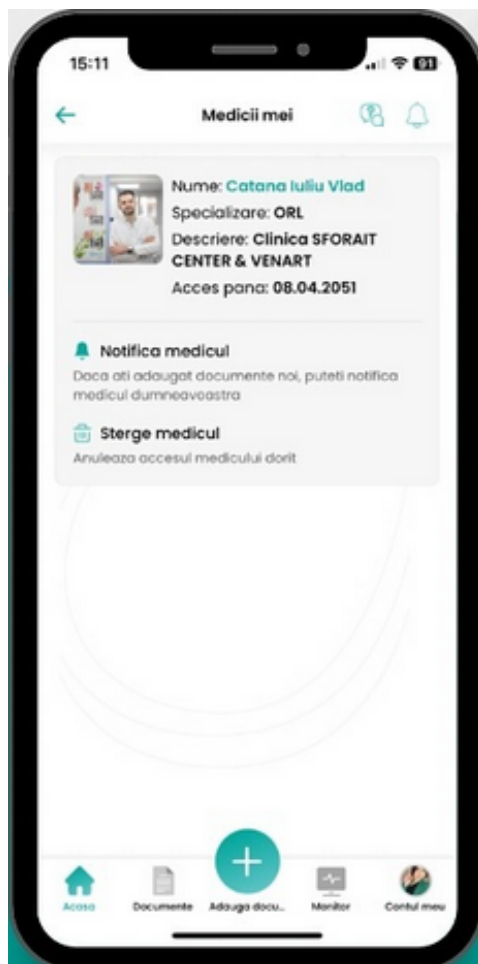 15:11
91
Medicii mei
Nume: Catana Iuliu Vlad
Specializare: ORL
Descriere: Clinica SFORAIT
CENTER & VENART
Acces pana: 08.04.2051
Notifica medicul
Daca ati adaugat documente noi, puteti notifica
medicul dumneavoastra
Sterge medicul
Anuleaza accesul medicului dorit
Acasa
Documente
Adauga docu...
Monitor
Contul meu